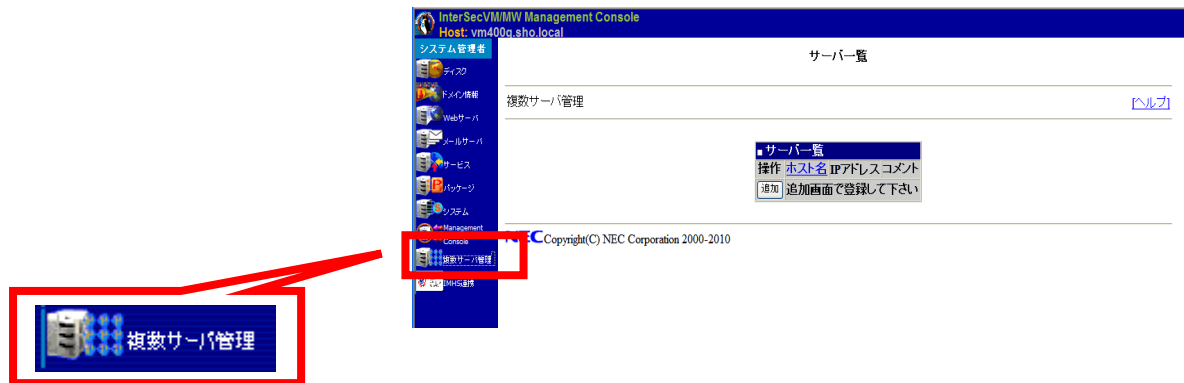 InterSecVM/MW Management Console
Host: vm400g.sho.local
システム管理者
ディスク
ドメイン情報
Webサーバ
メールサーバ
サービス
パッケージ
システム
Management
Console
複数サーバ管理
IMHS連携
サーバ一覧
複数サーバ管理
[ヘルプ]
■サーバ一覧
操作 ホスト名 IPアドレス コメント
追加 追加画面で登録して下さい
NEC Copyright(C) NEC Corporation 2000-2010
複数サーバ管理